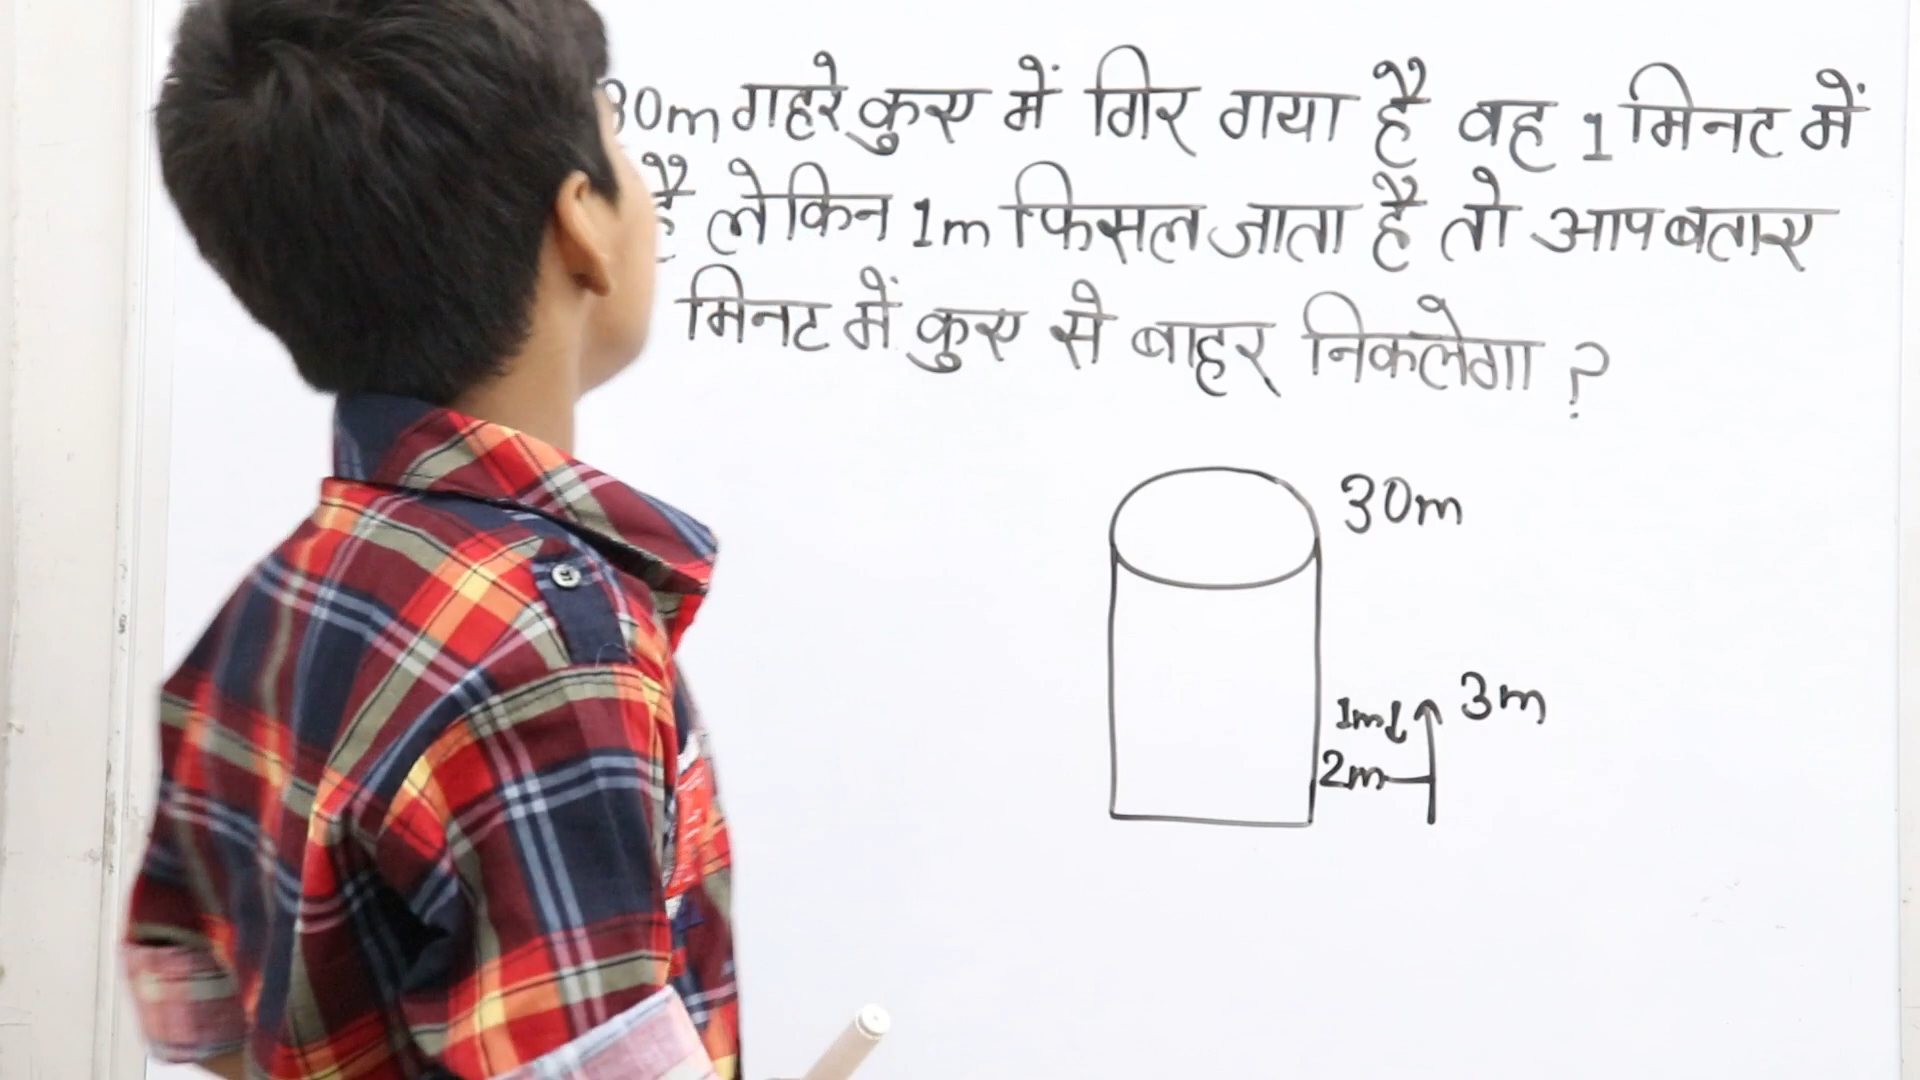 30m गहरे कुए में गिर गया है वह 1 मिनट में
है लेकिन 1m फिसल जाता है तो आप बताए
मिनट में कुए से बाहर निकलेगा ?
30m
1m↓ ↑ 3m
2m